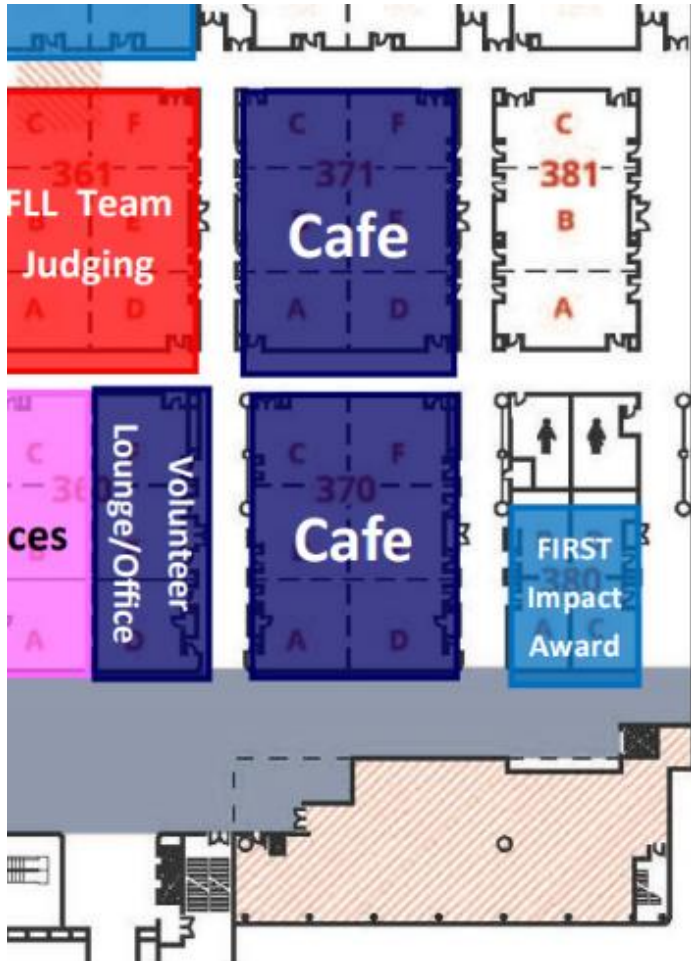 C F
361
FLL Team
B E
Judging
A D
C F
371
Cafe
A D
C
381
B
A
C F
360
ces
A D
Volunteer
Lounge/Office
C F
370
Cafe
A D
FIRST
380
Impact
A C
Award